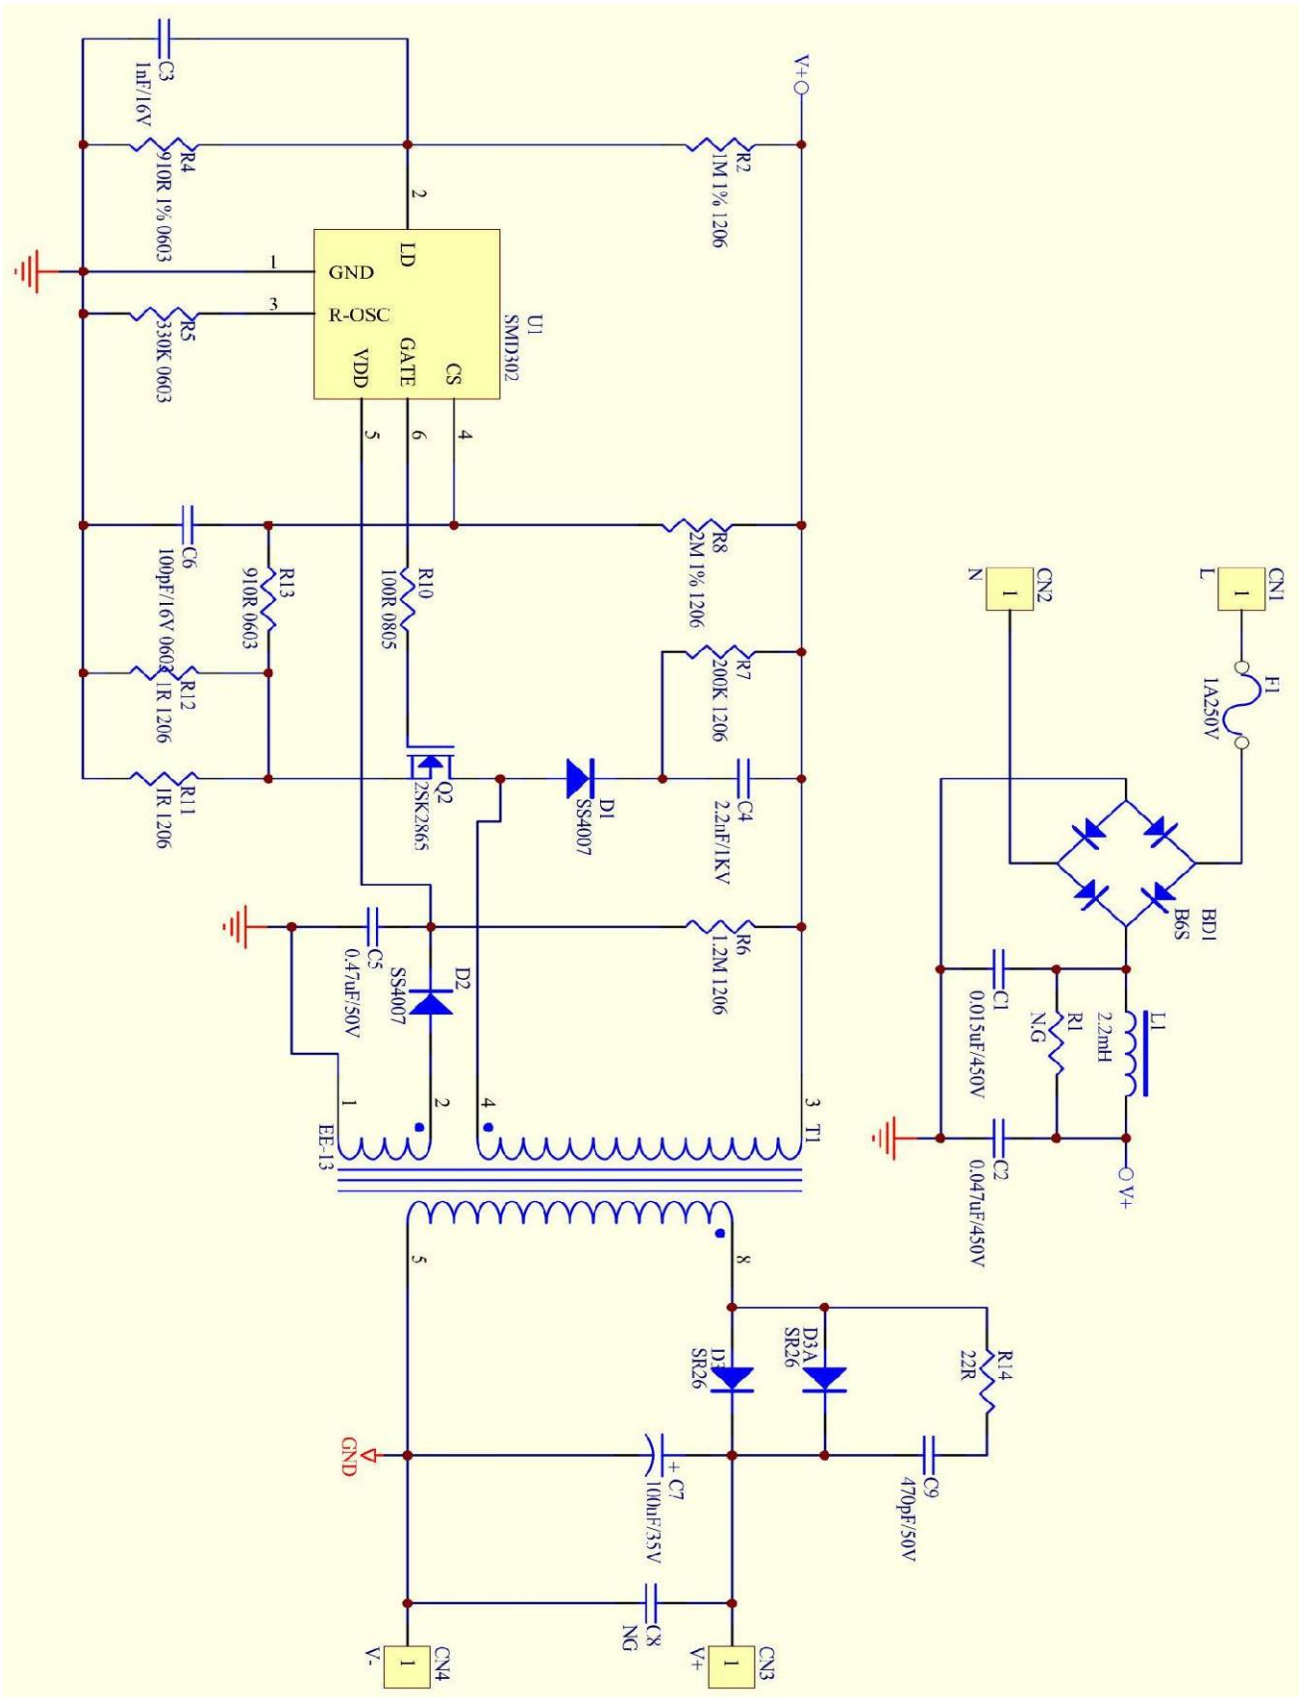 CN1
L
1
F1
1A250V
CN2
N
1
BD1
B6S
L1
2.2mH
R1
N.G
C1
0.015uF/450V
C2
0.047uF/450V
V+
V+
R2
1M 1% 1206
R8
2M 1% 1206
R7
200K 1206
C4
2.2nF/1KV
R6
1.2M 1206
C3
1nF/16V
R4
910R 1% 0603
R5
330K 0603
U1
SMD302
LD
GND
R-OSC
VDD
GATE
CS
2
1
3
5
6
4
C6
100pF/16V 0603
R13
910R 0603
R10
100R 0805
R12
1R 1206
R11
1R 1206
Q2
2SK2865
D1
SS4007
C5
0.47uF/50V
D2
SS4007
1
2
4
3
T1
EE-13
5
8
D3
SR26
D3A
SR26
R14
22R
C9
470pF/50V
GND
+
C7
100uF/35V
C8
NG
CN4
V-
1
CN3
V+
1